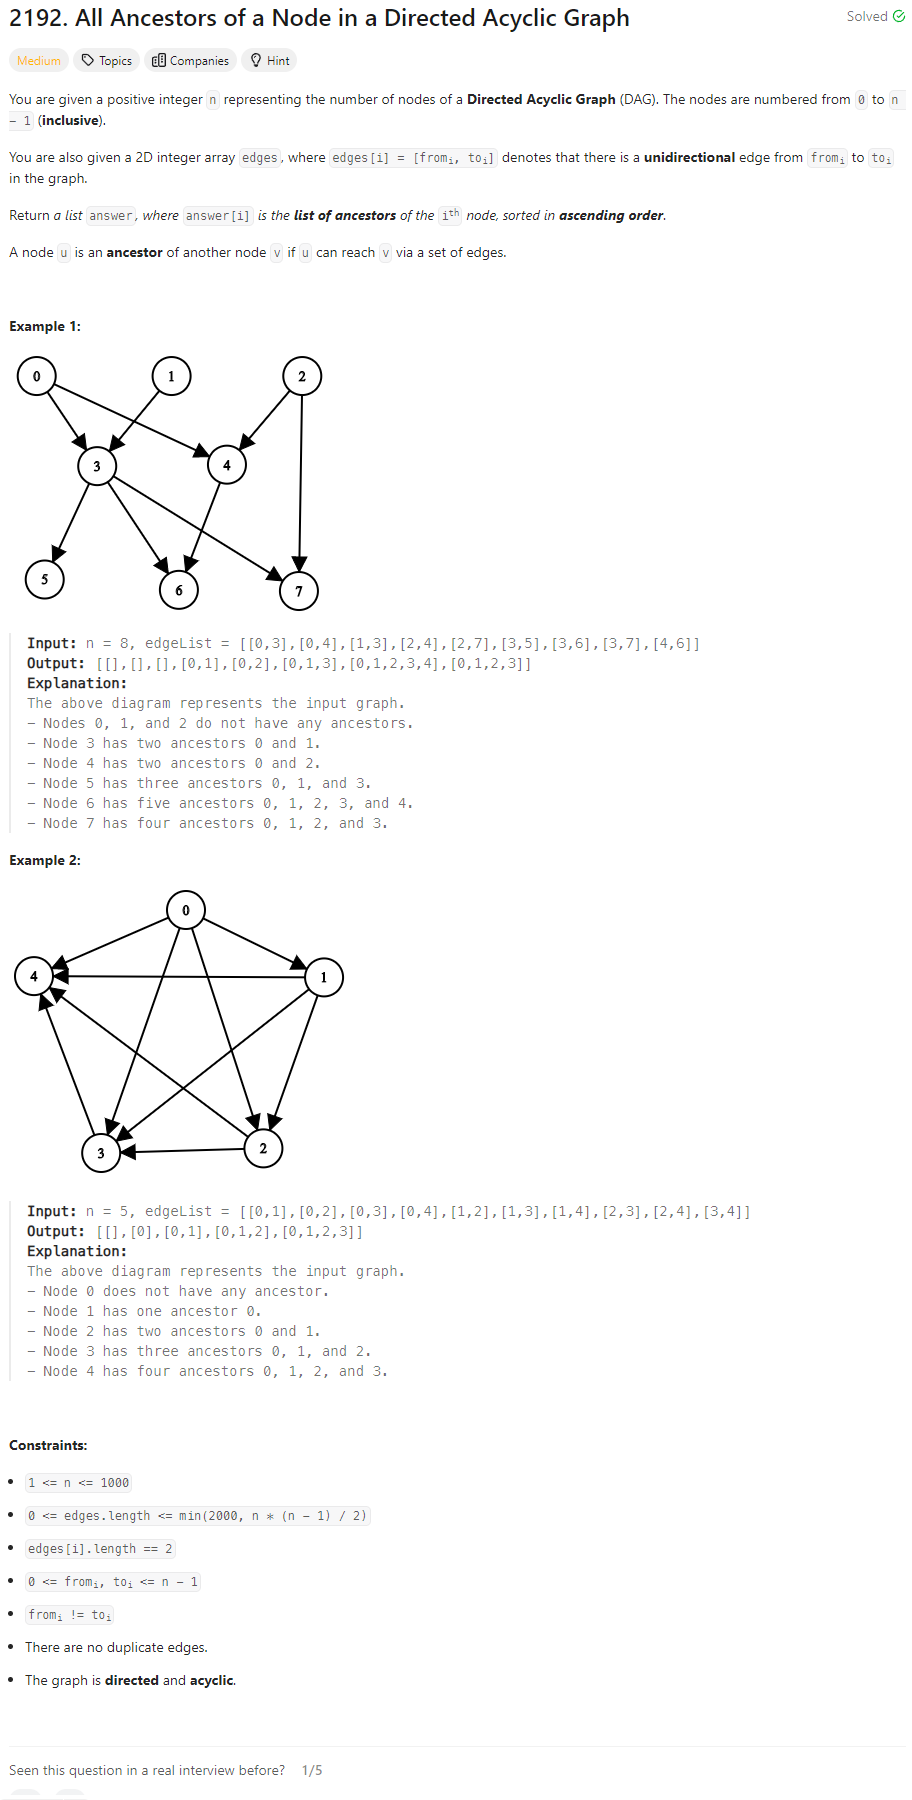 2192. All Ancestors of a Node in a Directed Acyclic Graph
Solved
Medium
Topics
Companies
Hint
You are given a positive integer n representing the number of nodes of a Directed Acyclic Graph (DAG). The nodes are numbered from 0 to n
- 1 (inclusive).
You are also given a 2D integer array edges, where edges[i] = [fromᵢ, toᵢ] denotes that there is a unidirectional edge from fromᵢ to toᵢ
in the graph.
Return a list answer, where answer[i] is the list of ancestors of the iᵗʰ node, sorted in ascending order.
A node u is an ancestor of another node v if u can reach v via a set of edges.
Example 1:
0
1
2
3
4
5
6
7
Input: n = 8, edgeList = [[0,3],[0,4],[1,3],[2,4],[2,7],[3,5],[3,6],[3,7],[4,6]]
Output: [[],[],[],[0,1],[0,2],[0,1,3],[0,1,2,3,4],[0,1,2,3]]
Explanation:
The above diagram represents the input graph.
- Nodes 0, 1, and 2 do not have any ancestors.
- Node 3 has two ancestors 0 and 1.
- Node 4 has two ancestors 0 and 2.
- Node 5 has three ancestors 0, 1, and 3.
- Node 6 has five ancestors 0, 1, 2, 3, and 4.
- Node 7 has four ancestors 0, 1, 2, and 3.
Example 2:
0
4
1
3
2
Input: n = 5, edgeList = [[0,1],[0,2],[0,3],[0,4],[1,2],[1,3],[1,4],[2,3],[2,4],[3,4]]
Output: [[],[0],[0,1],[0,1,2],[0,1,2,3]]
Explanation:
The above diagram represents the input graph.
- Node 0 does not have any ancestor.
- Node 1 has one ancestor 0.
- Node 2 has two ancestors 0 and 1.
- Node 3 has three ancestors 0, 1, and 2.
- Node 4 has four ancestors 0, 1, 2, and 3.
Constraints:
• 1 <= n <= 1000
• 0 <= edges.length <= min(2000, n * (n - 1) / 2)
• edges[i].length == 2
• 0 <= fromᵢ, toᵢ <= n - 1
• fromᵢ != toᵢ
• There are no duplicate edges.
• The graph is directed and acyclic.
Seen this question in a real interview before? 1/5